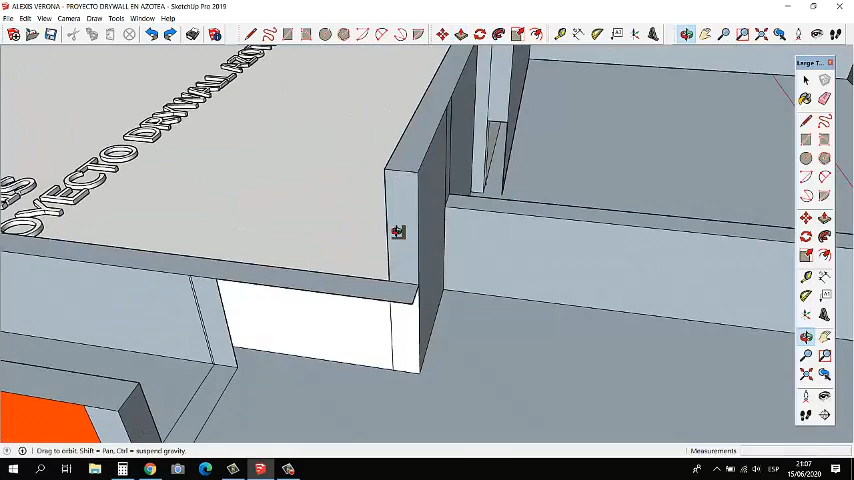 ALEXIS VERONA - PROYECTO DRYWALL EN AZOTEA - SketchUp Pro 2019
File Edit View Camera Draw Tools Window Help
Large T...
OYECTO DRYWALL
Drag to orbit. Shift = Pan, Ctrl = suspend gravity.
Measurements
ESP
21:07
15/06/2020